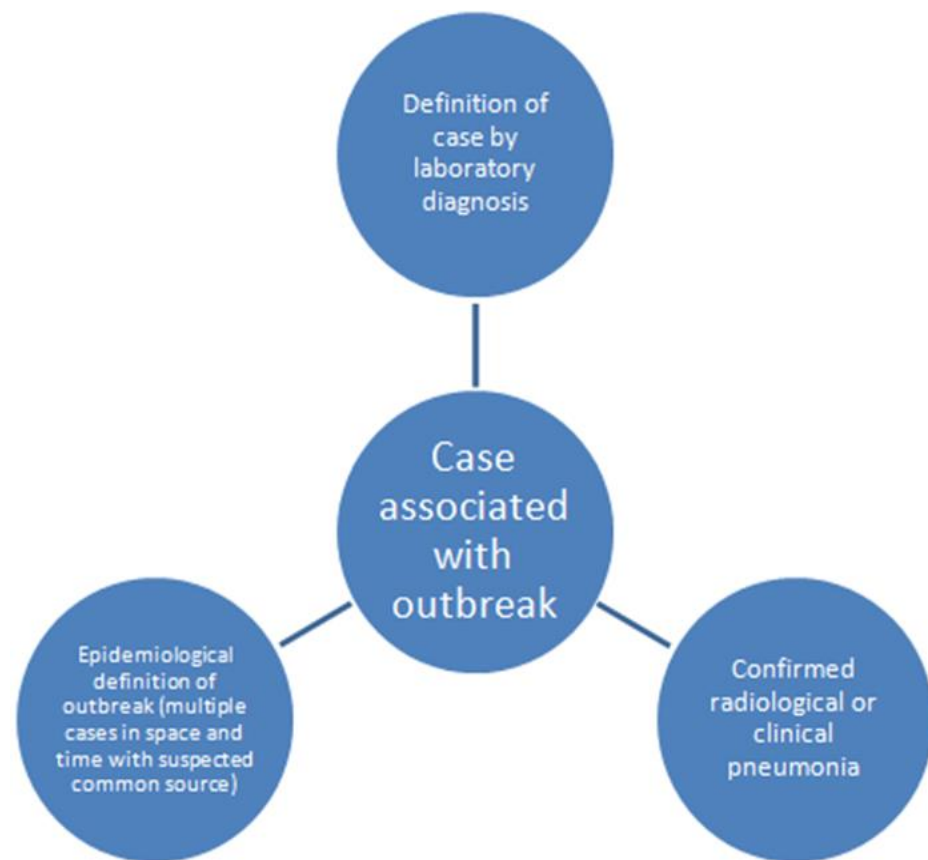 Definition of
case by
laboratory
diagnosis
Case
associated
with
outbreak
Epidemiological
definition of
outbreak (multiple
cases in space and
time with suspected
common source)
Confirmed
radiological or
clinical
pneumonia